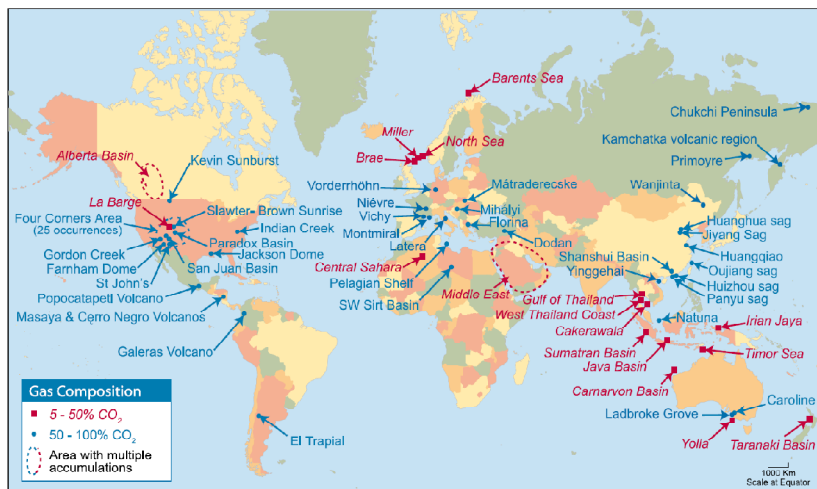 Barents Sea
Chukchi Peninsula
Miller
North Sea
Kamchatka volcanic region
Alberta Basin
Kevin Sunburst
Brae
Primoyre
Vorderrhöhn
Mátraderecske
Wanjinta
La Barge
Niévre
Mihályi
Four Corners Area
(25 occurrences)
Slawter- Brown Sunrise
Vichy
Florina
Huanghua sag
Indian Creek
Montmiral
Jiyang Sag
Paradox Basin
Dodan
Gordon Creek
Latera
Shanshui Basin
Huangqiao
Jackson Dome
Farnham Dome
Central Sahara
Yinggehai
Oujiang sag
San Juan Basin
St John's
Pelagian Shelf
Huizhou sag
Popocatapetl Volcano
Middle East
Panyu sag
SW Sirt Basin
Gulf of Thailand
Masaya & Cerro Negro Volcanos
West Thailand Coast
Natuna
Irian Jaya
Cakerawala
Galeras Volcano
Sumatran Basin
Timor Sea
Java Basin
Carnarvon Basin
Caroline
Ladbroke Grove
El Trapial
Yolla
Taranaki Basin
Gas Composition
5 - 50% CO2
50 - 100% CO2
Area with multiple
accumulations
1000 Km
Scale at Equator